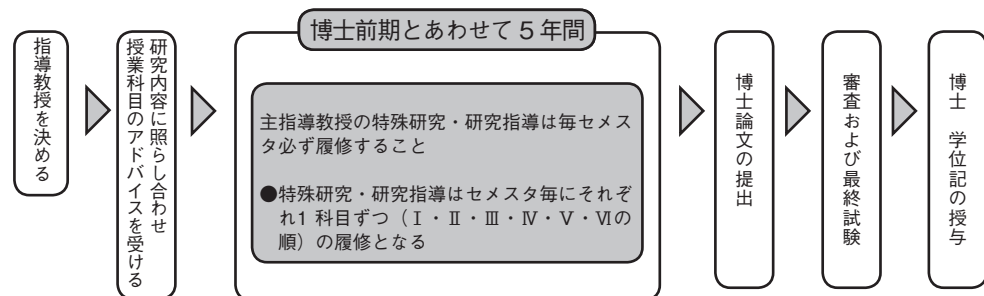 指導教授を決める
研究内容に照らし合わせ
授業科目のアドバイスを受ける
博士前期とあわせて 5 年間
主指導教授の特殊研究・研究指導は毎セメス
タ必ず履修すること
●特殊研究・研究指導はセメスタ毎にそれぞ
れ1 科目ずつ（Ⅰ・Ⅱ・Ⅲ・Ⅳ・Ⅴ・Ⅵの
順）の履修となる
博士論文の提出
審査および最終試験
博士　学位記の授与